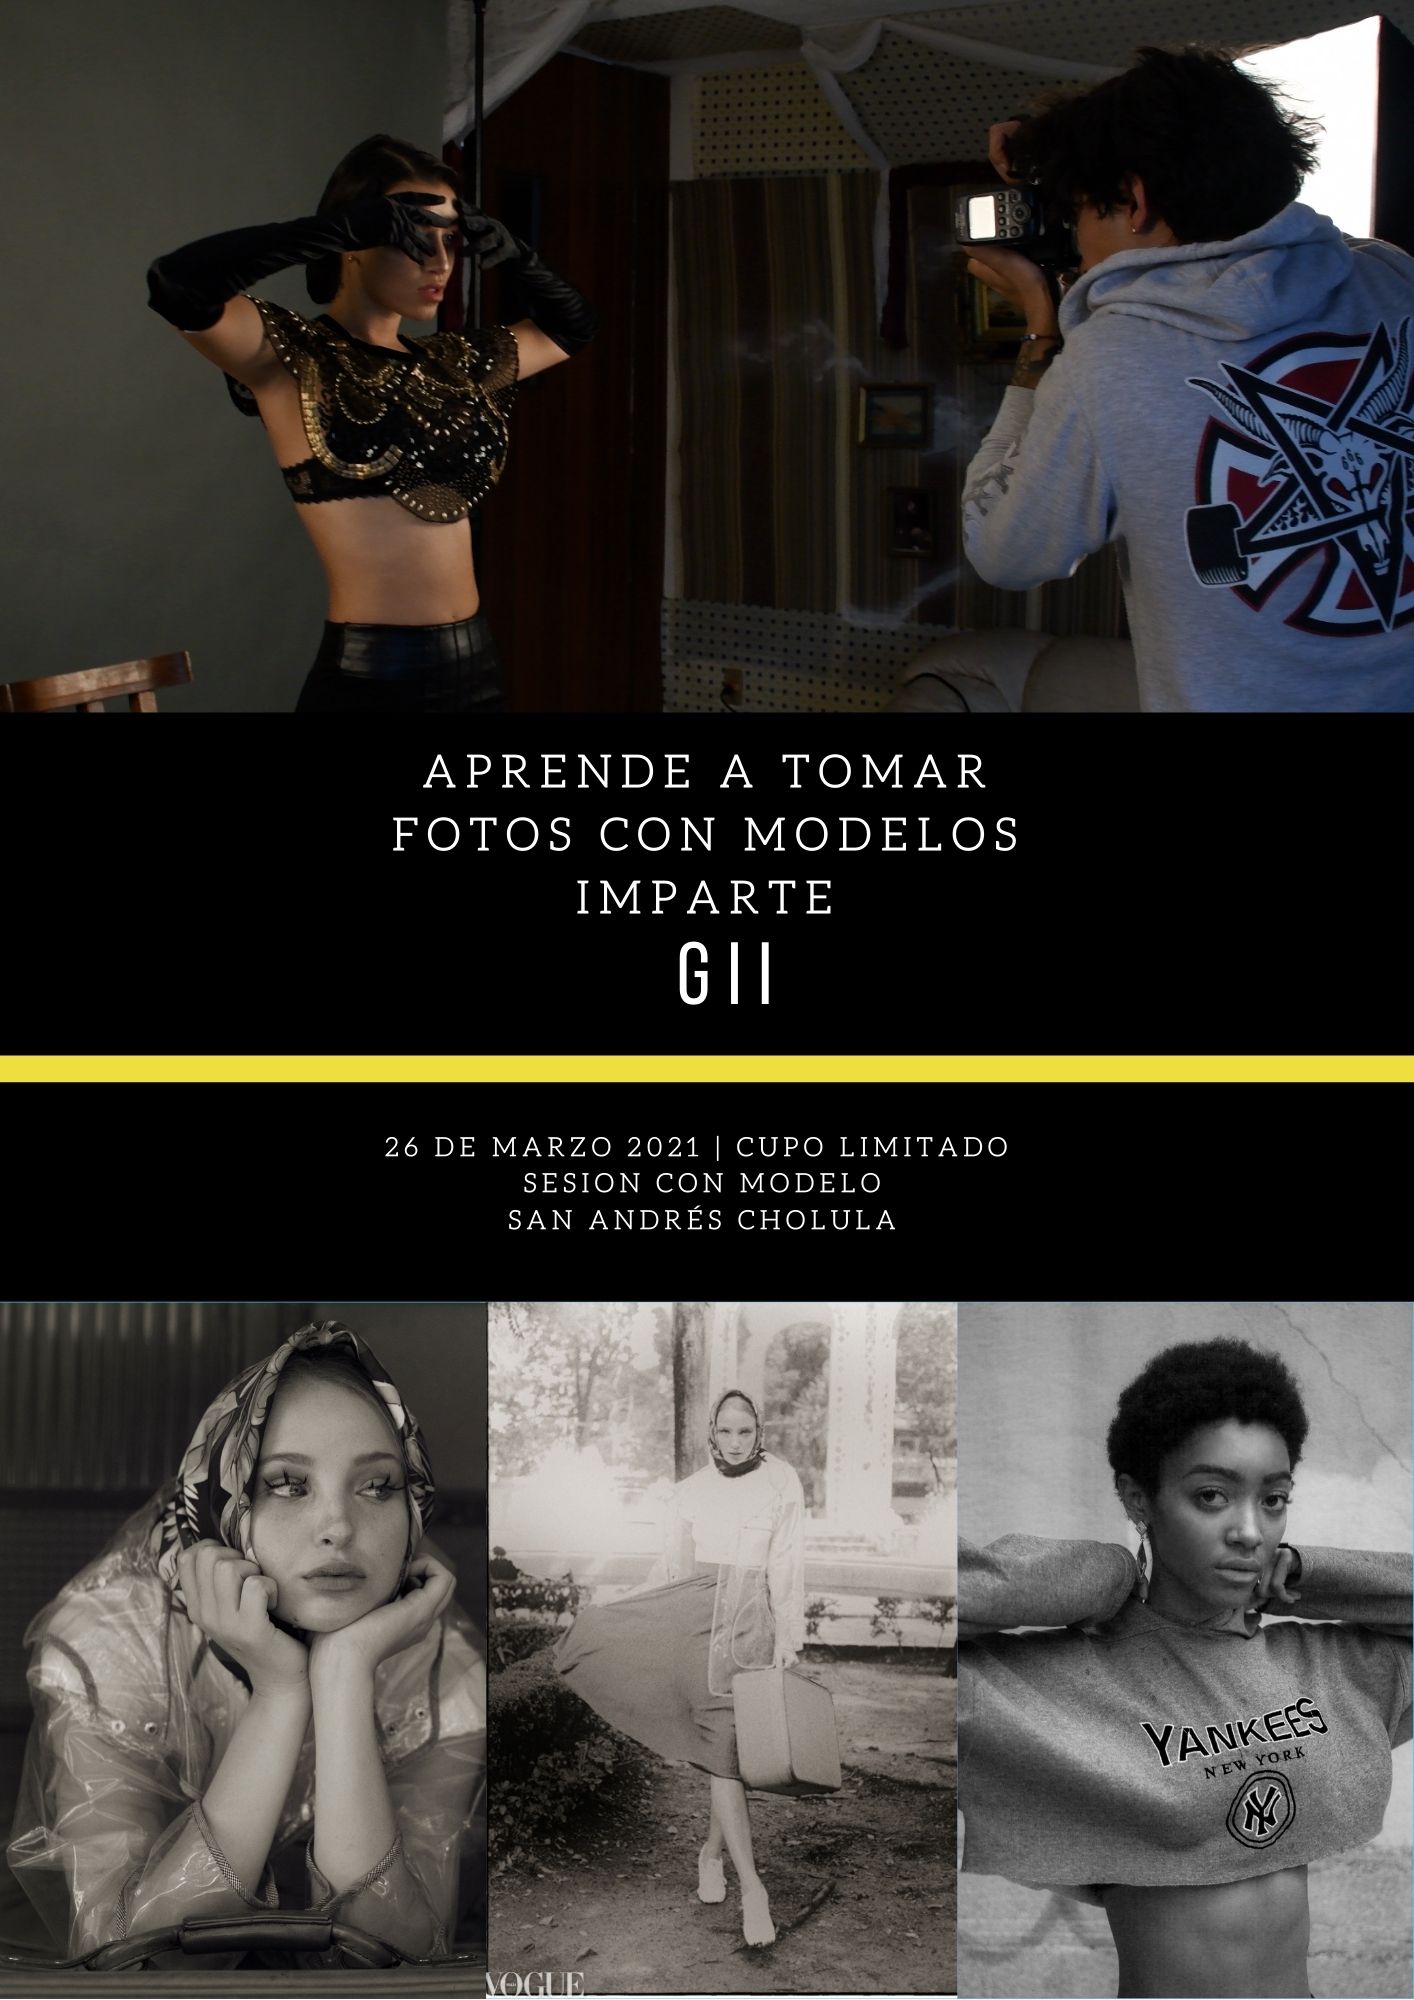 666
APRENDE A TOMAR
FOTOS CON MODELOS
IMPARTE
GII
26 DE MARZO 2021 | CUPO LIMITADO
SESION CON MODELO
SAN ANDRÉS CHOLULA
YANKEES
NEW YORK
NY
VOGUE